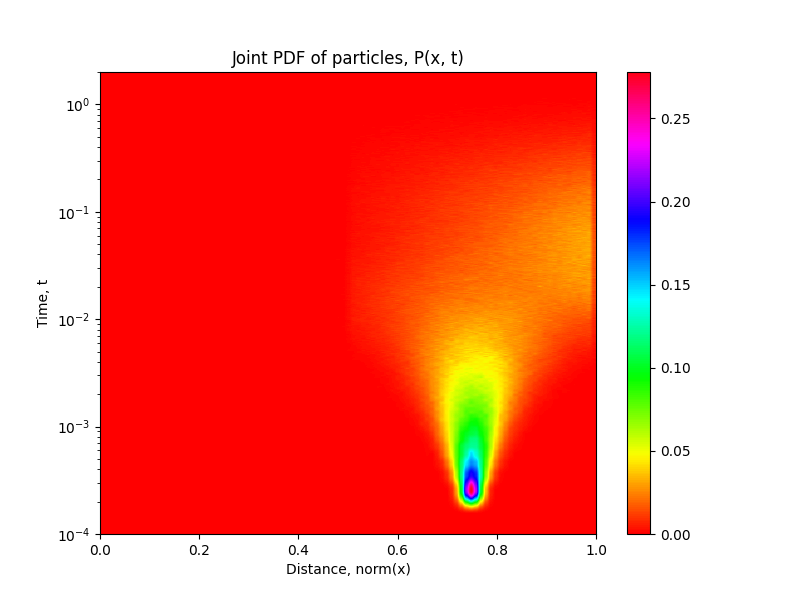 Joint PDF of particles, P(x, t)
Time, t
10⁰
10⁻¹
10⁻²
10⁻³
10⁻⁴
0.0 0.2 0.4 0.6 0.8 1.0
Distance, norm(x)
0.25
0.20
0.15
0.10
0.05
0.00